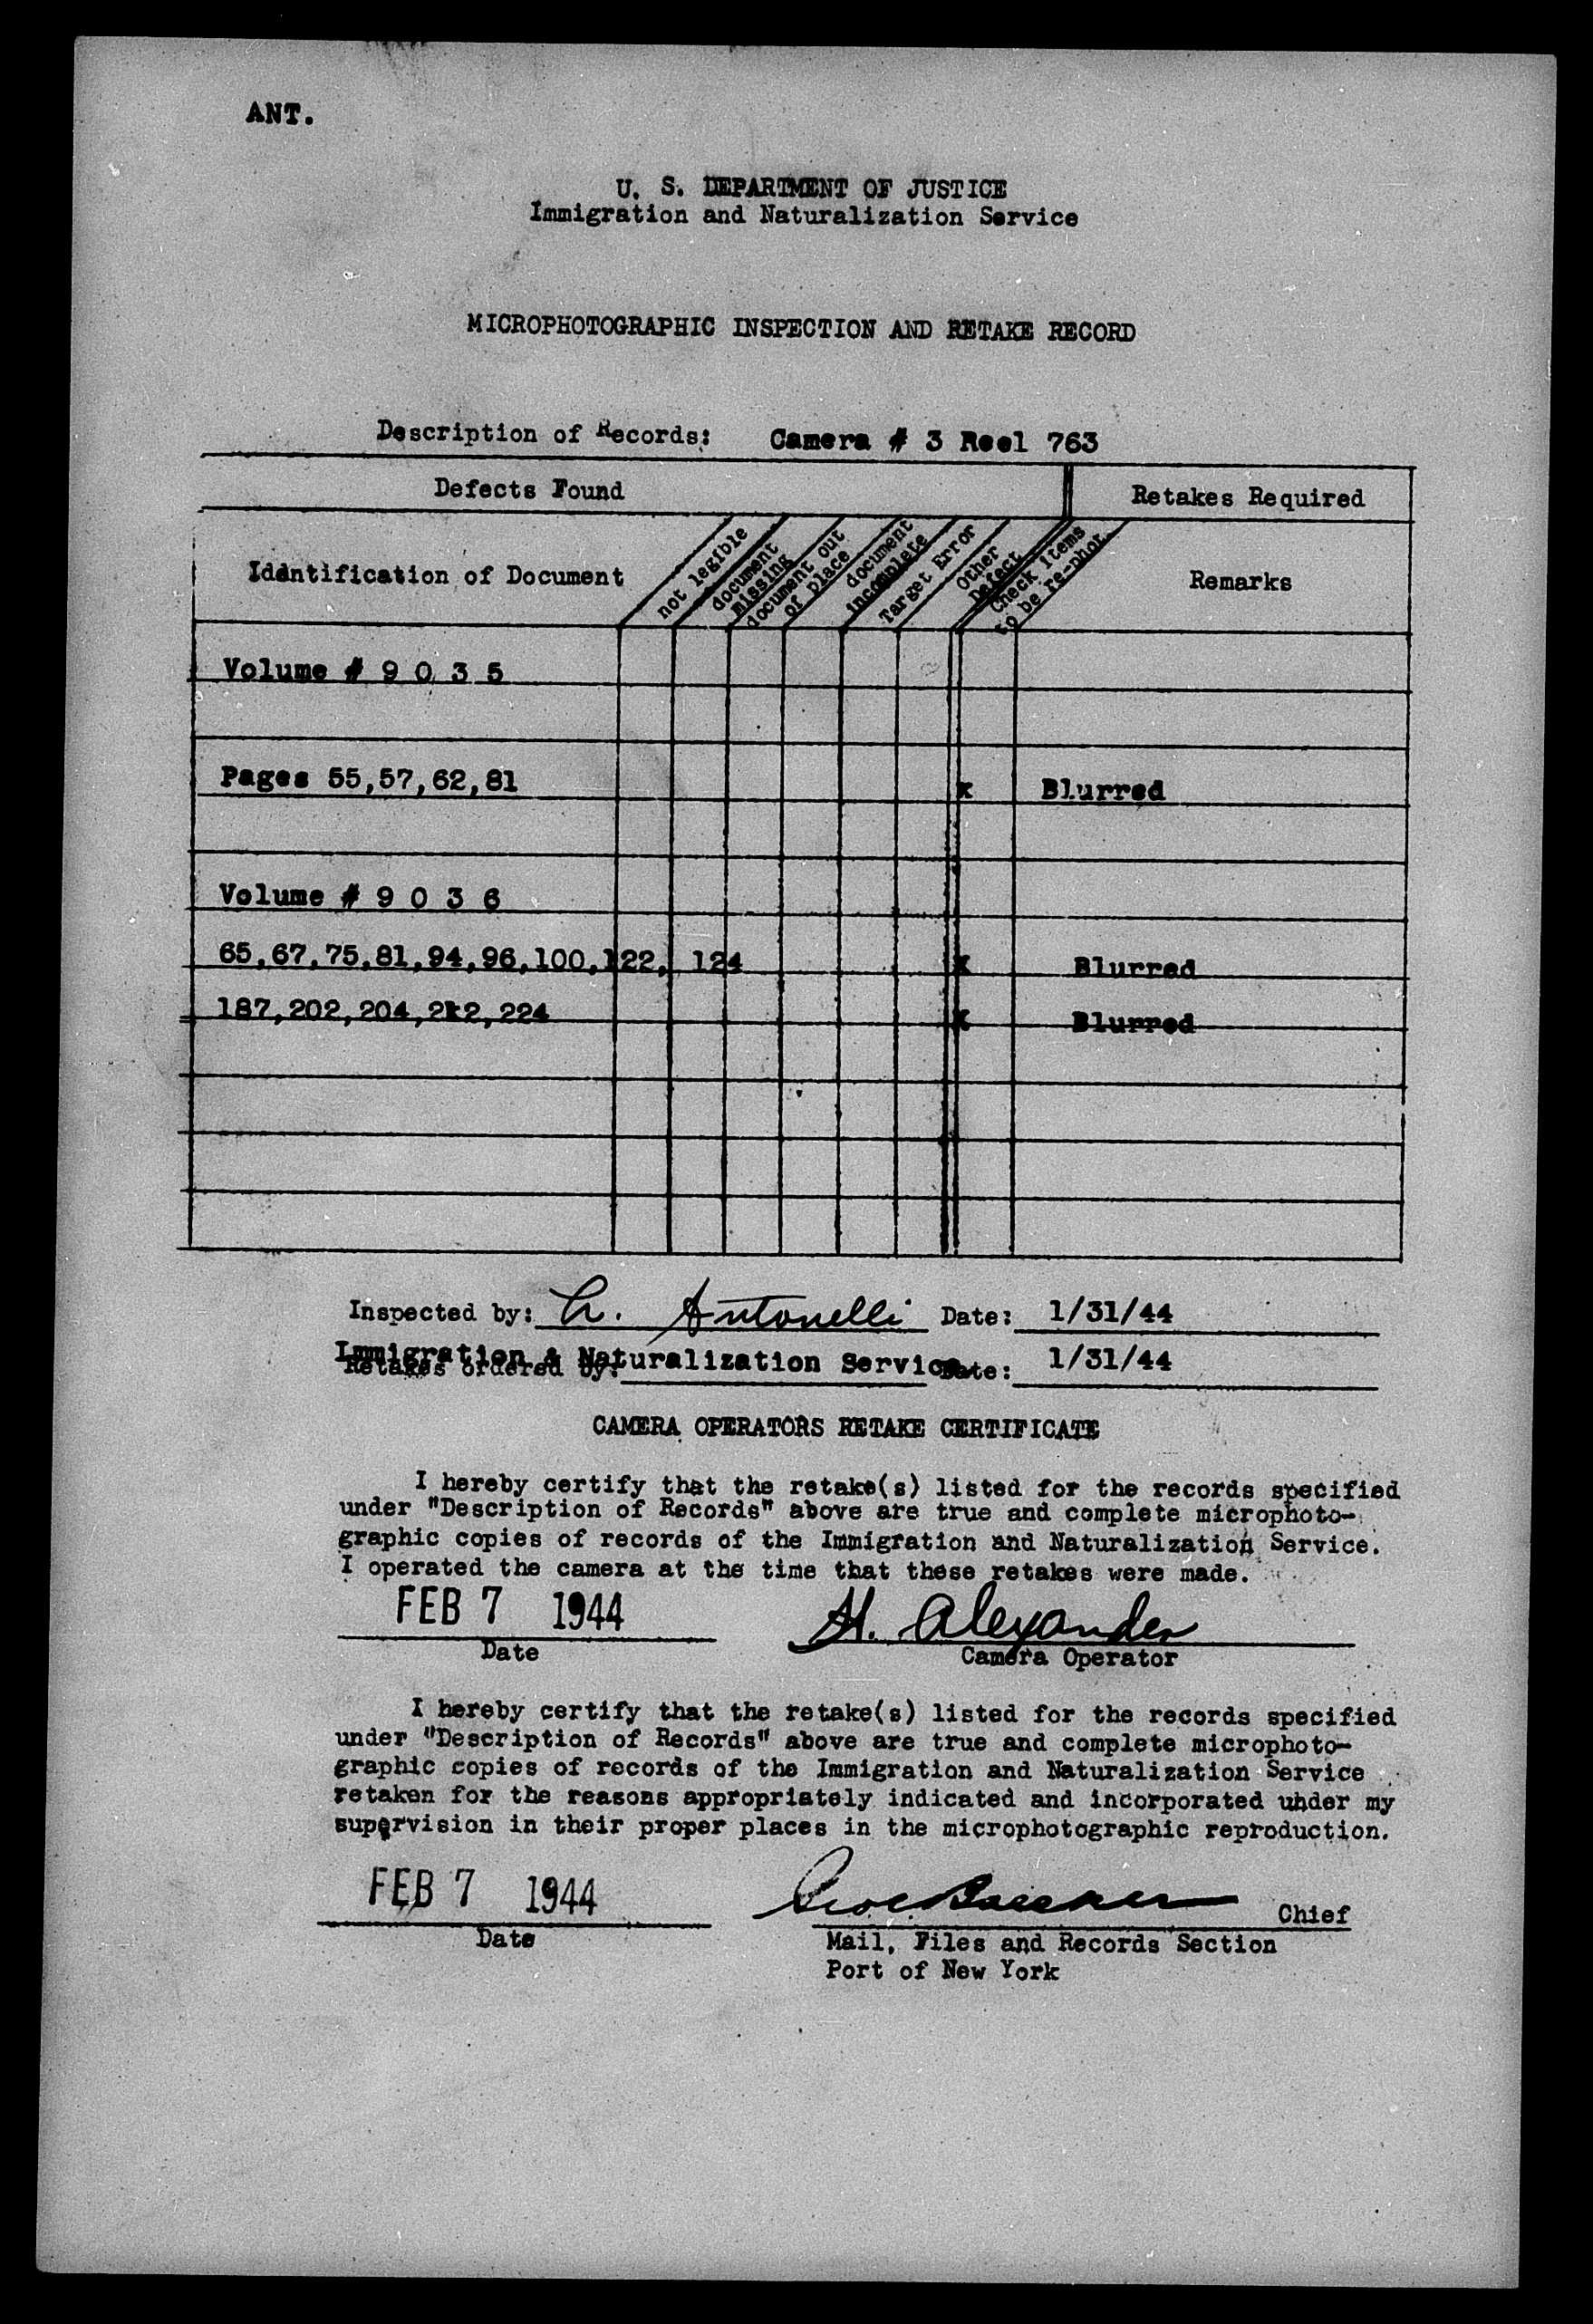 ANT.
U. S. DEPARTMENT OF JUSTICE
Immigration and Naturalization Service
MICROPHOTOGRAPHIC INSPECTION AND RETAKE RECORD
Description of Records: Camera # 3 Reel 763
Defects Found
Retakes Required
Identification of Document
not legible
document missing
document out of place
document incomplete
Target Error
Other Defect
Check items to be re-phot.
Remarks
Volume # 9 0 3 5
Pages 55,57,62,81 x Blurred
Volume # 9 0 3 6
65,67,75,81,94,96,100,122, 124 x Blurred
187,202,204,212,224 x Blurred
Inspected by: Antonelli Date: 1/31/44
Immigration & Naturalization Service
Retakes ordered by: Date: 1/31/44
CAMERA OPERATORS RETAKE CERTIFICATE
I hereby certify that the retake(s) listed for the records specified
under "Description of Records" above are true and complete microphoto-
graphic copies of records of the Immigration and Naturalization Service.
I operated the camera at the time that these retakes were made.
FEB 7 1944 H. Alexander
Date Camera Operator
I hereby certify that the retake(s) listed for the records specified
under "Description of Records" above are true and complete microphoto-
graphic copies of records of the Immigration and Naturalization Service
retaken for the reasons appropriately indicated and incorporated under my
supervision in their proper places in the microphotographic reproduction.
FEB 7 1944 Chief
Date Mail, Files and Records Section
Port of New York